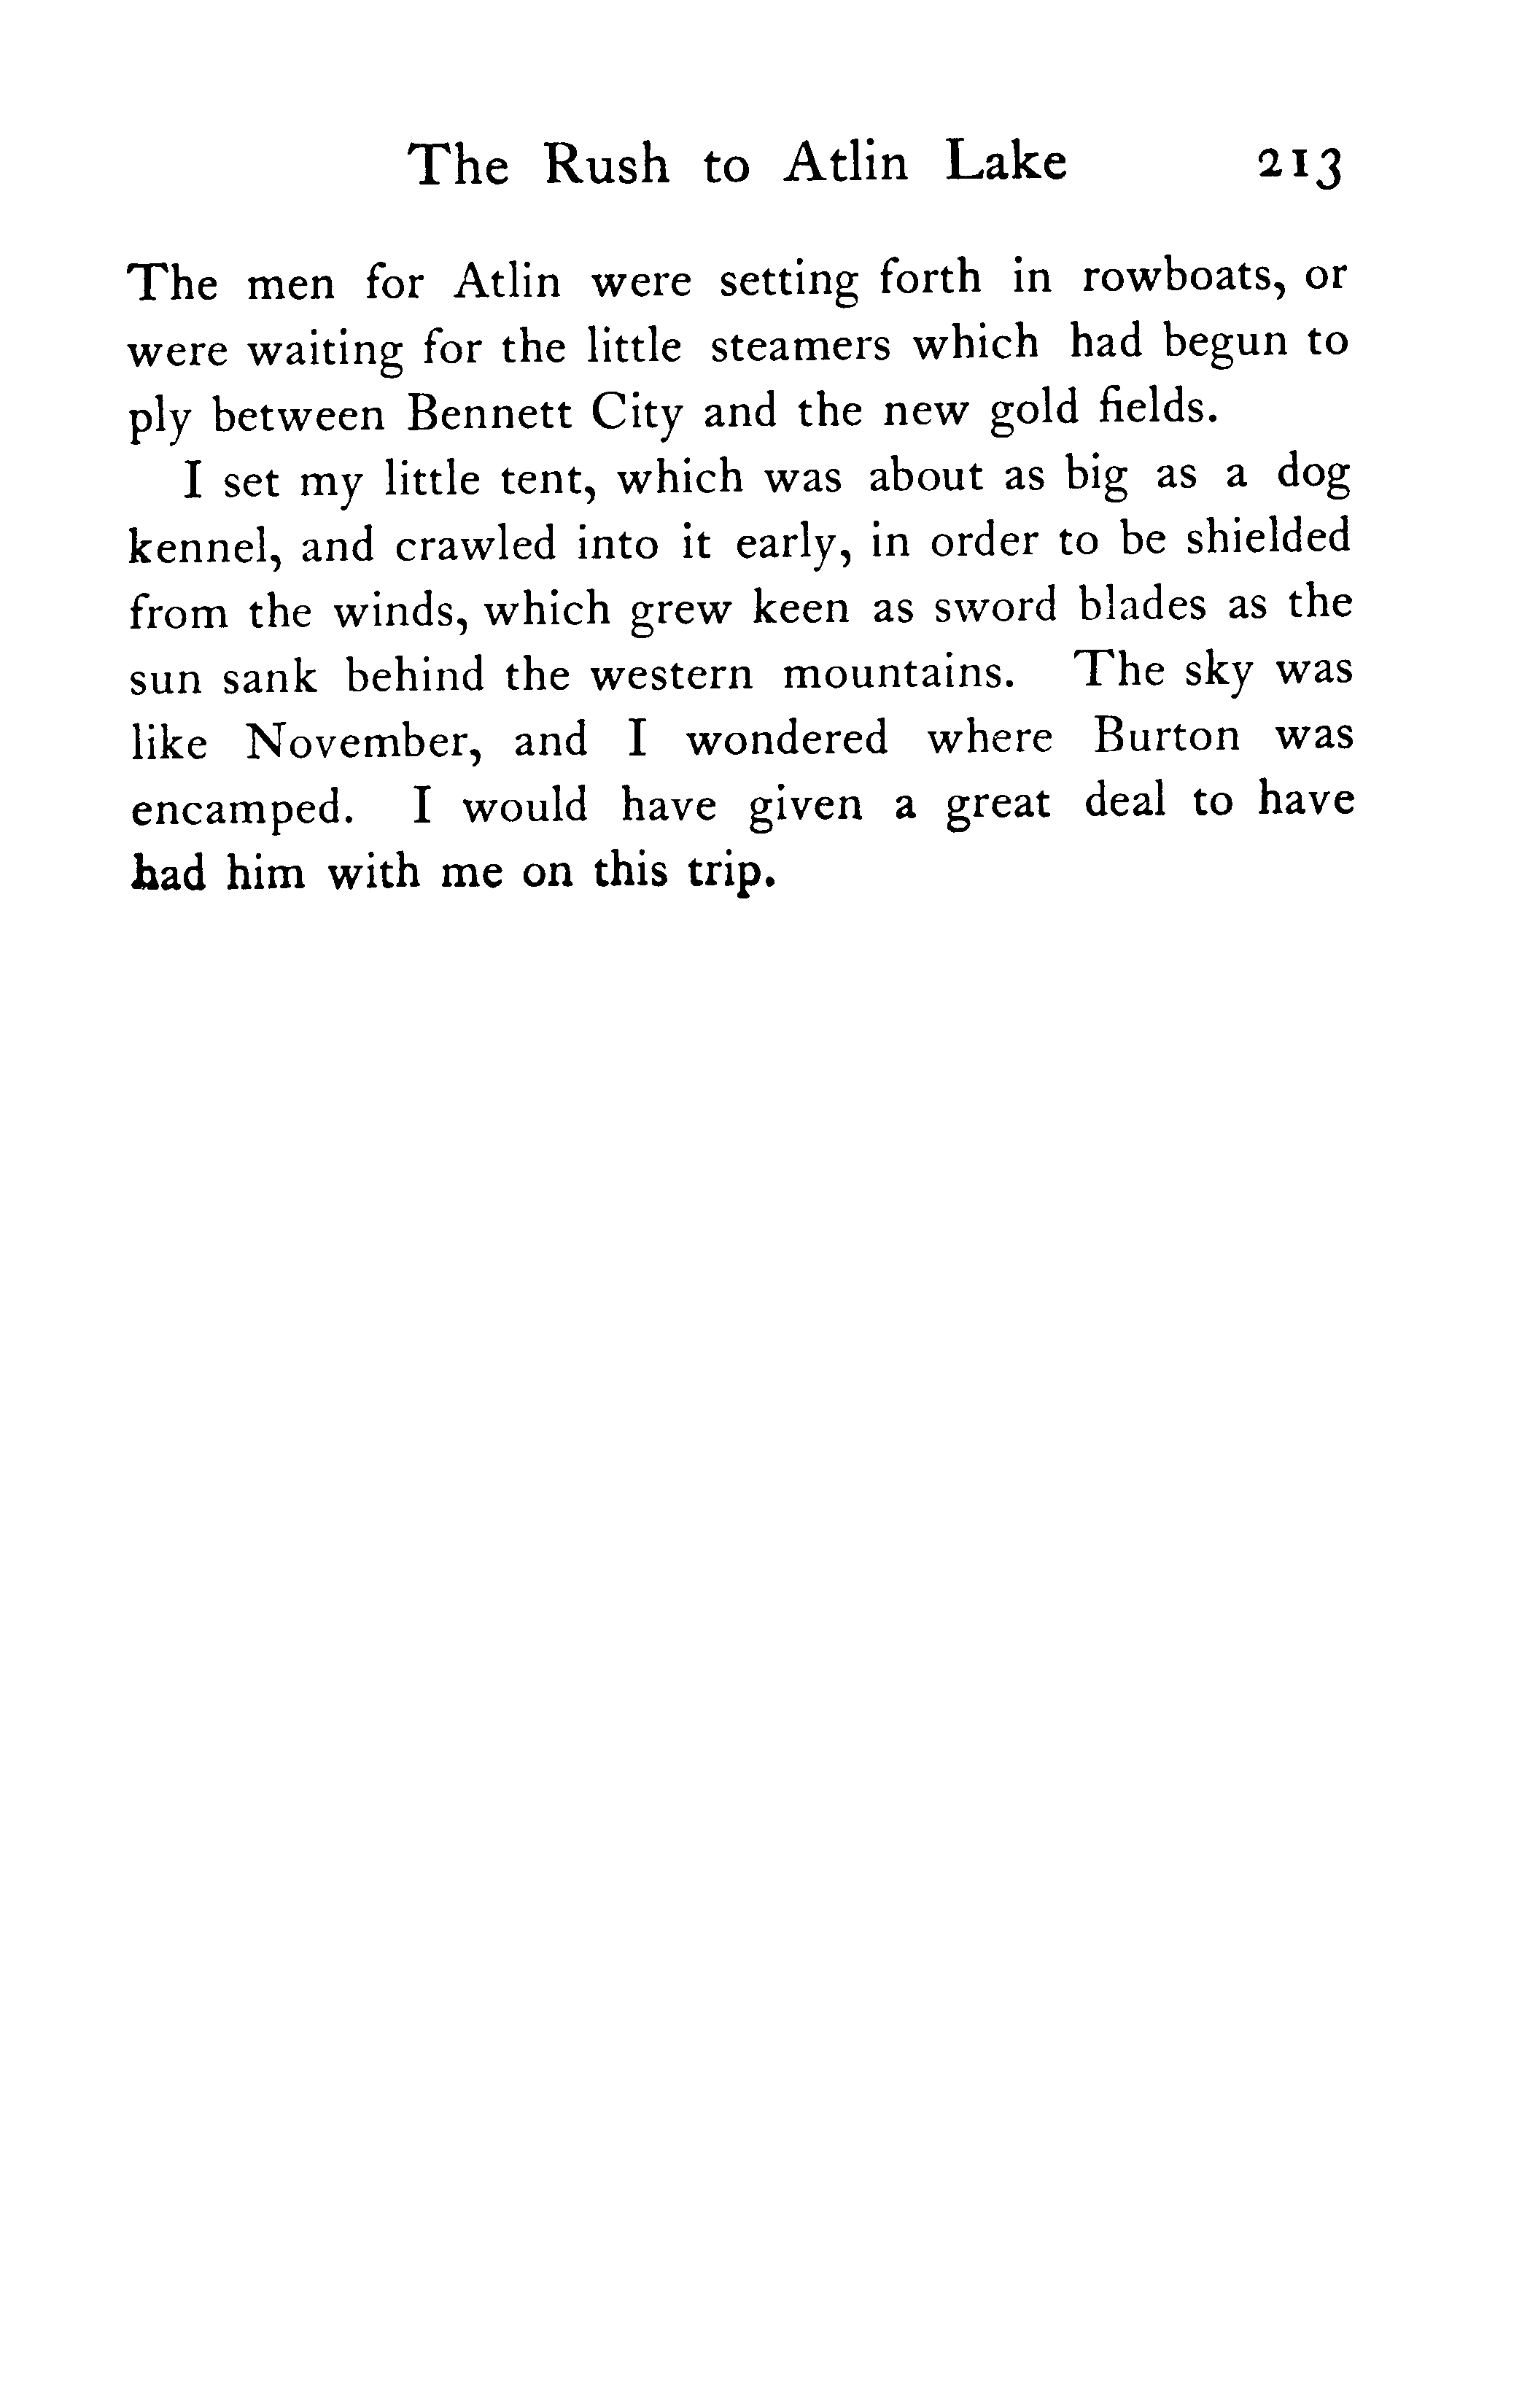 The Rush to Atlin Lake 213
The men for Atlin were setting forth in rowboats, or
were waiting for the little steamers which had begun to
ply between Bennett City and the new gold fields.
I set my little tent, which was about as big as a dog
kennel, and crawled into it early, in order to be shielded
from the winds, which grew keen as sword blades as the
sun sank behind the western mountains. The sky was
like November, and I wondered where Burton was
encamped. I would have given a great deal to have
had him with me on this trip.